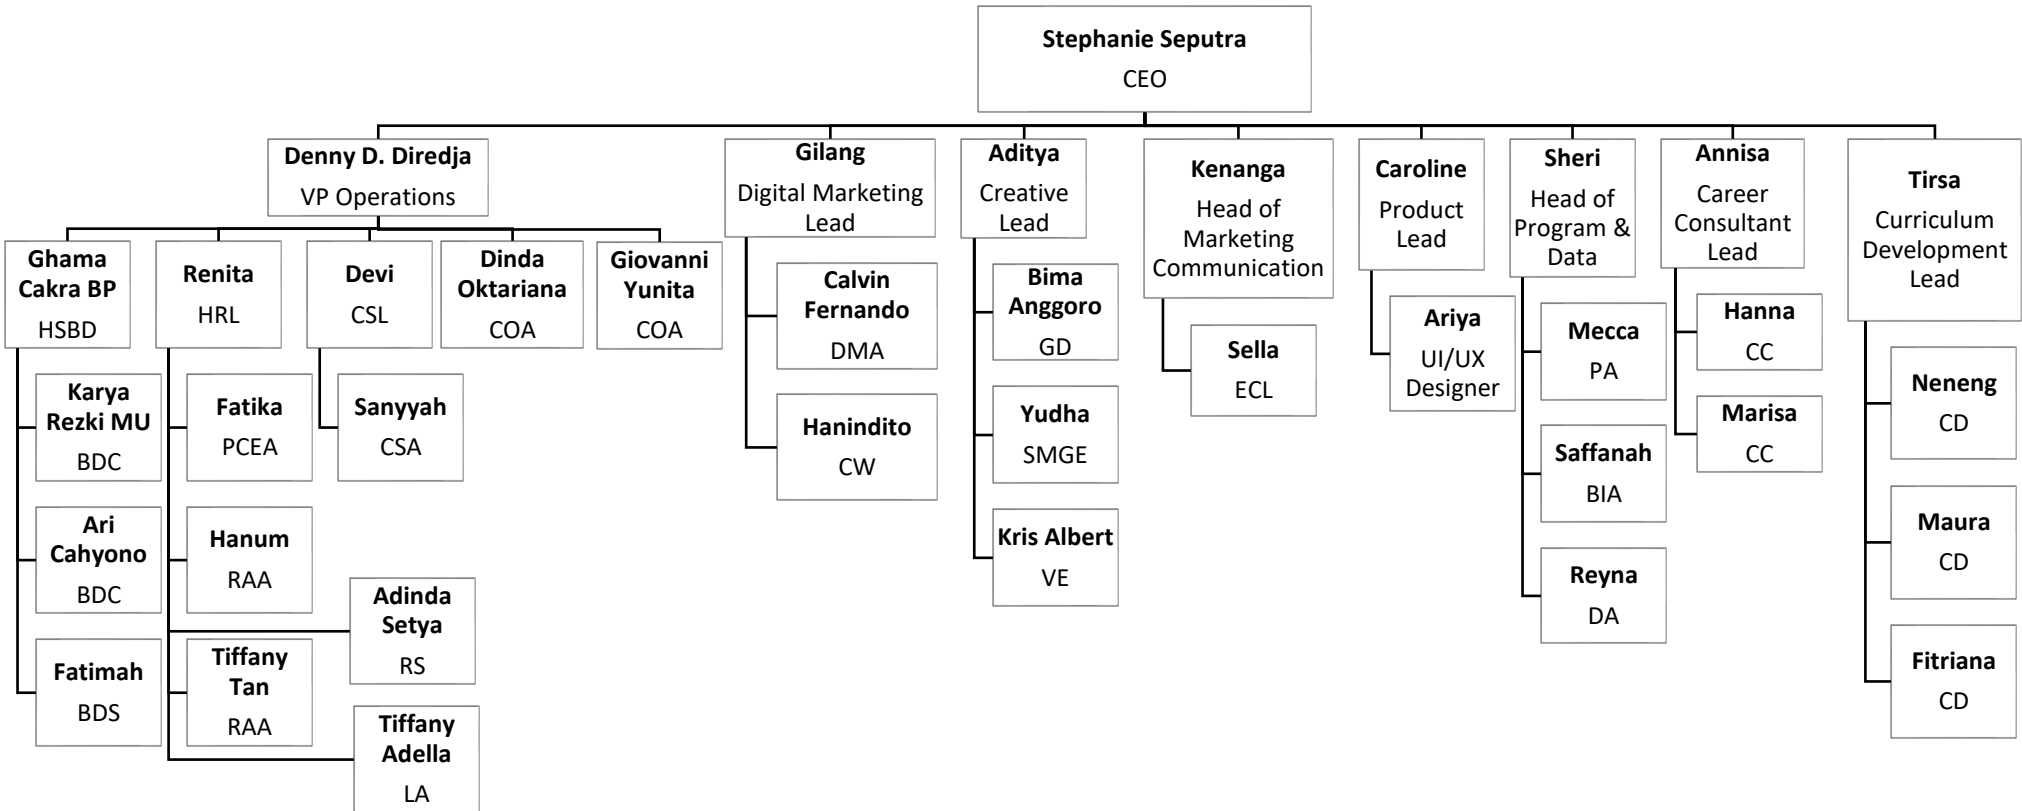 Stephanie Seputra
CEO
Denny D. Diredja
VP Operations
Ghama
Cakra BP
HSBD
Karya
Rezki MU
BDC
Ari
Cahyono
BDC
Fatimah
BDS
Renita
HRL
Fatika
PCEA
Hanum
RAA
Adinda
Setya
RS
Tiffany
Tan
RAA
Tiffany
Adella
LA
Devi
CSL
Sanyyah
CSA
Dinda
Oktariana
COA
Giovanni
Yunita
COA
Gilang
Digital Marketing
Lead
Calvin
Fernando
DMA
Hanindito
CW
Aditya
Creative
Lead
Bima
Anggoro
GD
Yudha
SMGE
Kris Albert
VE
Kenanga
Head of
Marketing
Communication
Sella
ECL
Caroline
Product
Lead
Ariya
UI/UX
Designer
Sheri
Head of
Program &
Data
Mecca
PA
Saffanah
BIA
Reyna
DA
Annisa
Career
Consultant
Lead
Hanna
CC
Marisa
CC
Tirsa
Curriculum
Development
Lead
Neneng
CD
Maura
CD
Fitriana
CD